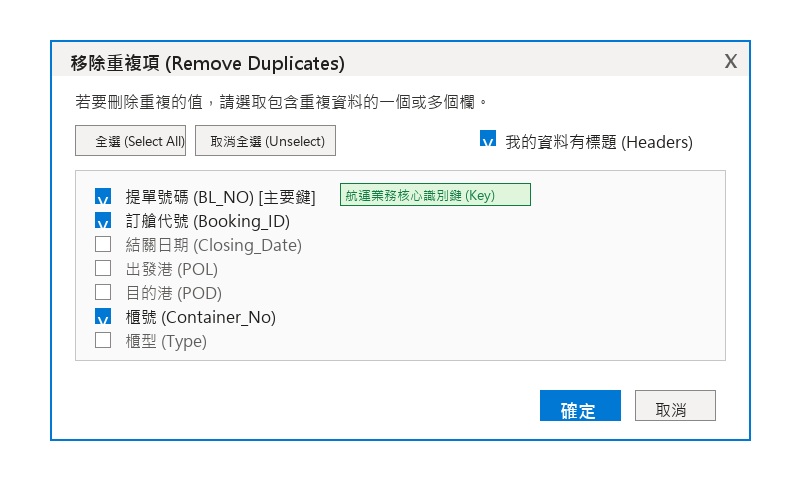 移除重複項 (Remove Duplicates) X
若要刪除重複的值，請選取包含重複資料的一個或多個欄。
全選 (Select All) 取消全選 (Unselect) v 我的資料有標題 (Headers)
v 提單號碼 (BL_NO) [主要鍵] 航運業務核心識別鍵 (Key)
v 訂艙代號 (Booking_ID)
結關日期 (Closing_Date)
出發港 (POL)
目的港 (POD)
v 櫃號 (Container_No)
櫃型 (Type)
確定 取消